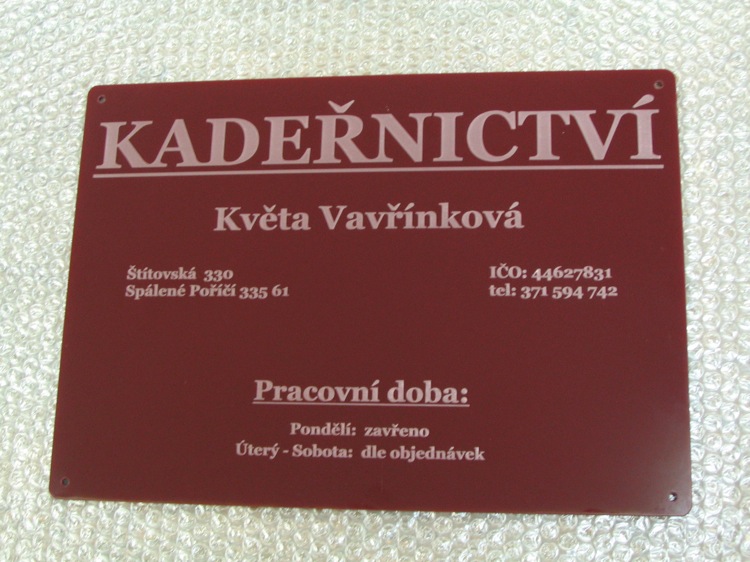 KADEŘNICTVÍ
Květa Vavřínková
Štítovská 330
Spálené Poříčí 335 61
IČO: 44627831
tel: 371 594 742
Pracovní doba:
Pondělí: zavřeno
Úterý - Sobota: dle objednávek